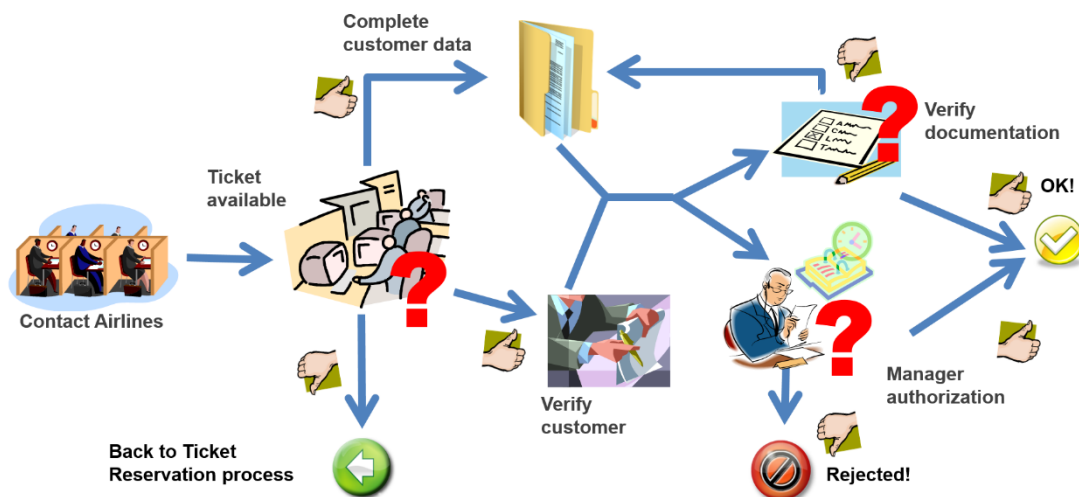 Complete
customer data
Verify
documentation
Ticket
available
OK!
Contact Airlines
Verify
customer
Manager
authorization
Back to Ticket
Reservation process
Rejected!
A
C
L
T
?
?
?